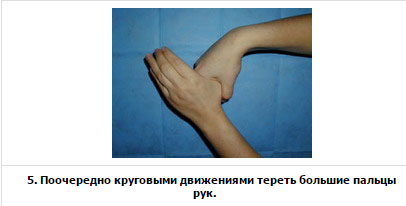 5. Поочередно круговыми движениями тереть большие пальцы
рук.